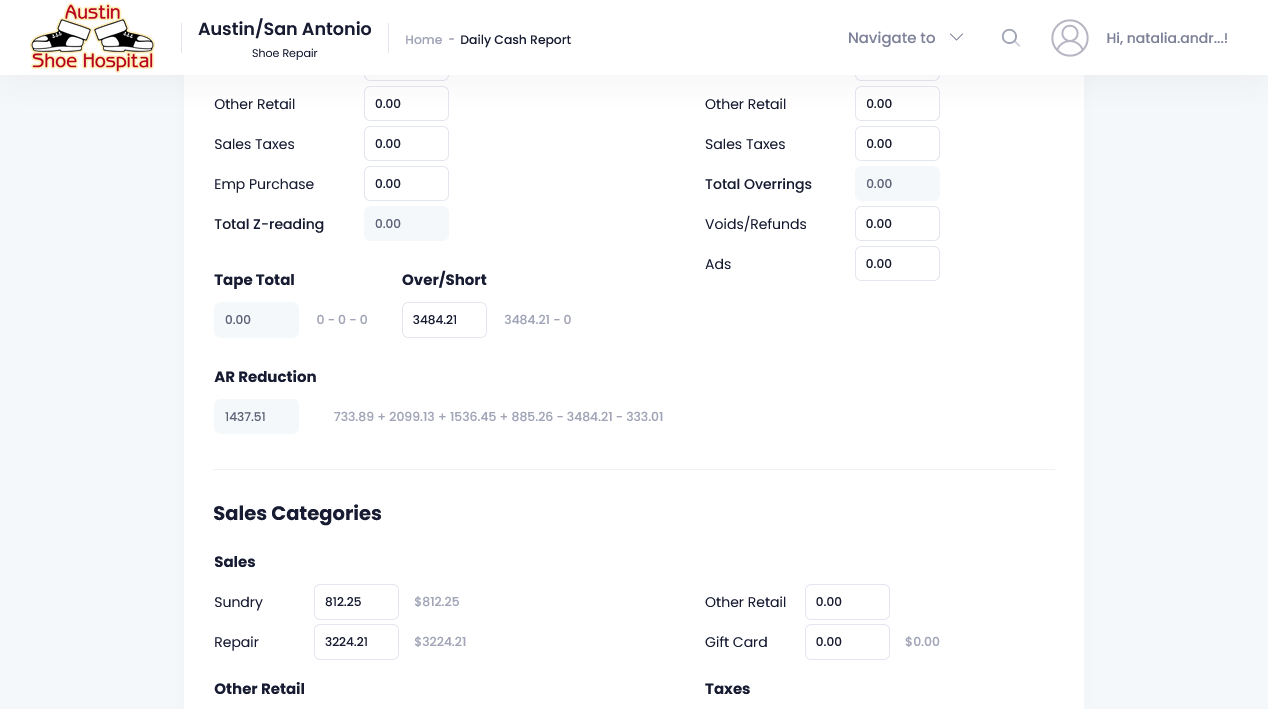 Austin
Shoe Hospital
Austin/San Antonio
Shoe Repair
Home - Daily Cash Report
Navigate to
Hi, natalia.andr...!
Other Retail 0.00
Other Retail 0.00
Sales Taxes 0.00
Sales Taxes 0.00
Emp Purchase 0.00
Total Overrings 0.00
Total Z-reading 0.00
Voids/Refunds 0.00
Ads 0.00
Tape Total
Over/Short
0.00 0 - 0 - 0
3484.21 3484.21 - 0
AR Reduction
1437.51 733.89 + 2099.13 + 1536.45 + 885.26 - 3484.21 - 333.01
Sales Categories
Sales
Sundry 812.25 $812.25
Other Retail 0.00
Repair 3224.21 $3224.21
Gift Card 0.00 $0.00
Other Retail
Taxes